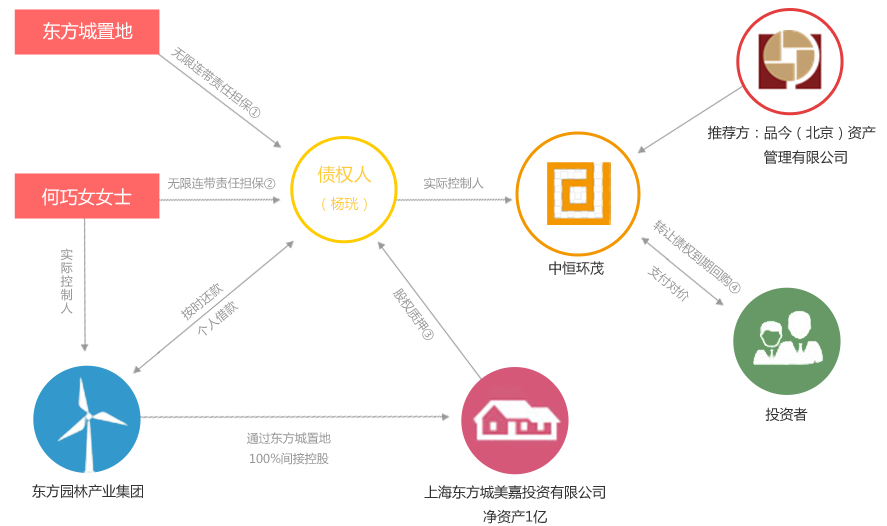 东方城置地
无限连带责任担保①
推荐方：品今（北京）资产
管理有限公司
何巧女女士
无限连带责任担保②
债权人
（杨珖）
实际控制人
中恒环茂
实际控制人
按时还款
个人借款
股权质押③
转让债权到期回购④
支付对价
投资者
通过东方城置地
100%间接控股
东方园林产业集团
上海东方城美嘉投资有限公司
净资产1亿